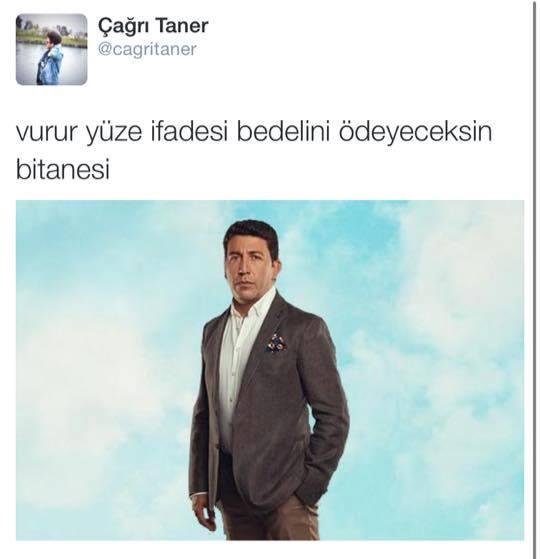 Çağrı Taner
@cagritaner
vurur yüze ifadesi bedelini ödeyeceksin
bitanesi